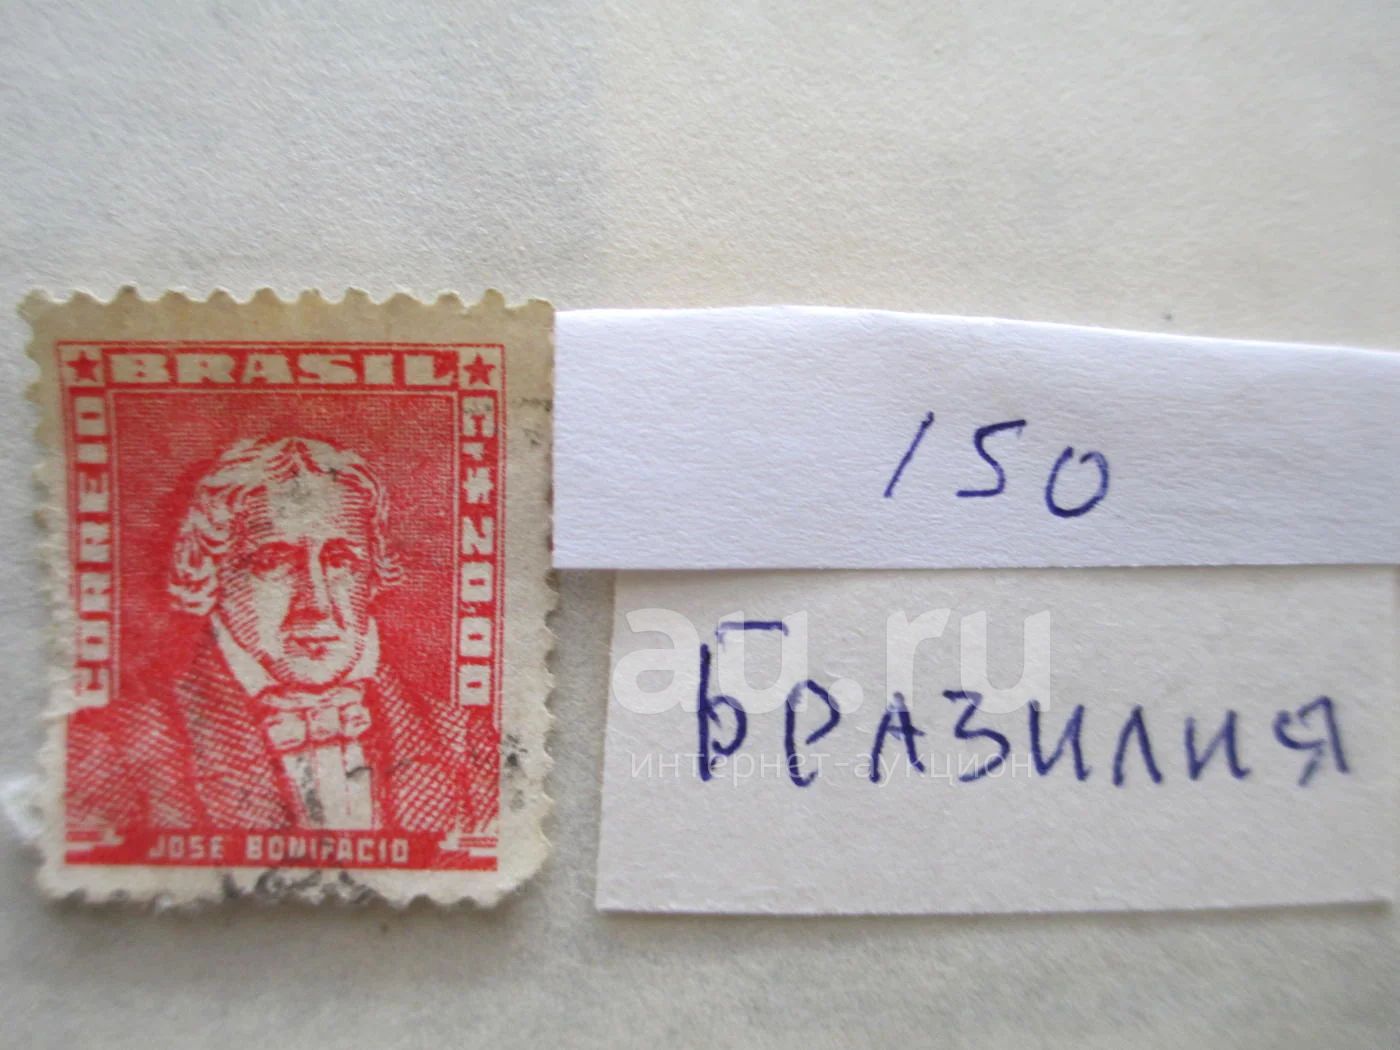 BRASIL
CORREIO
Cr$ 20,00
JOSE BONIFACIO
150
БРАЗИЛИЯ
au.ru
интернет-аукцион